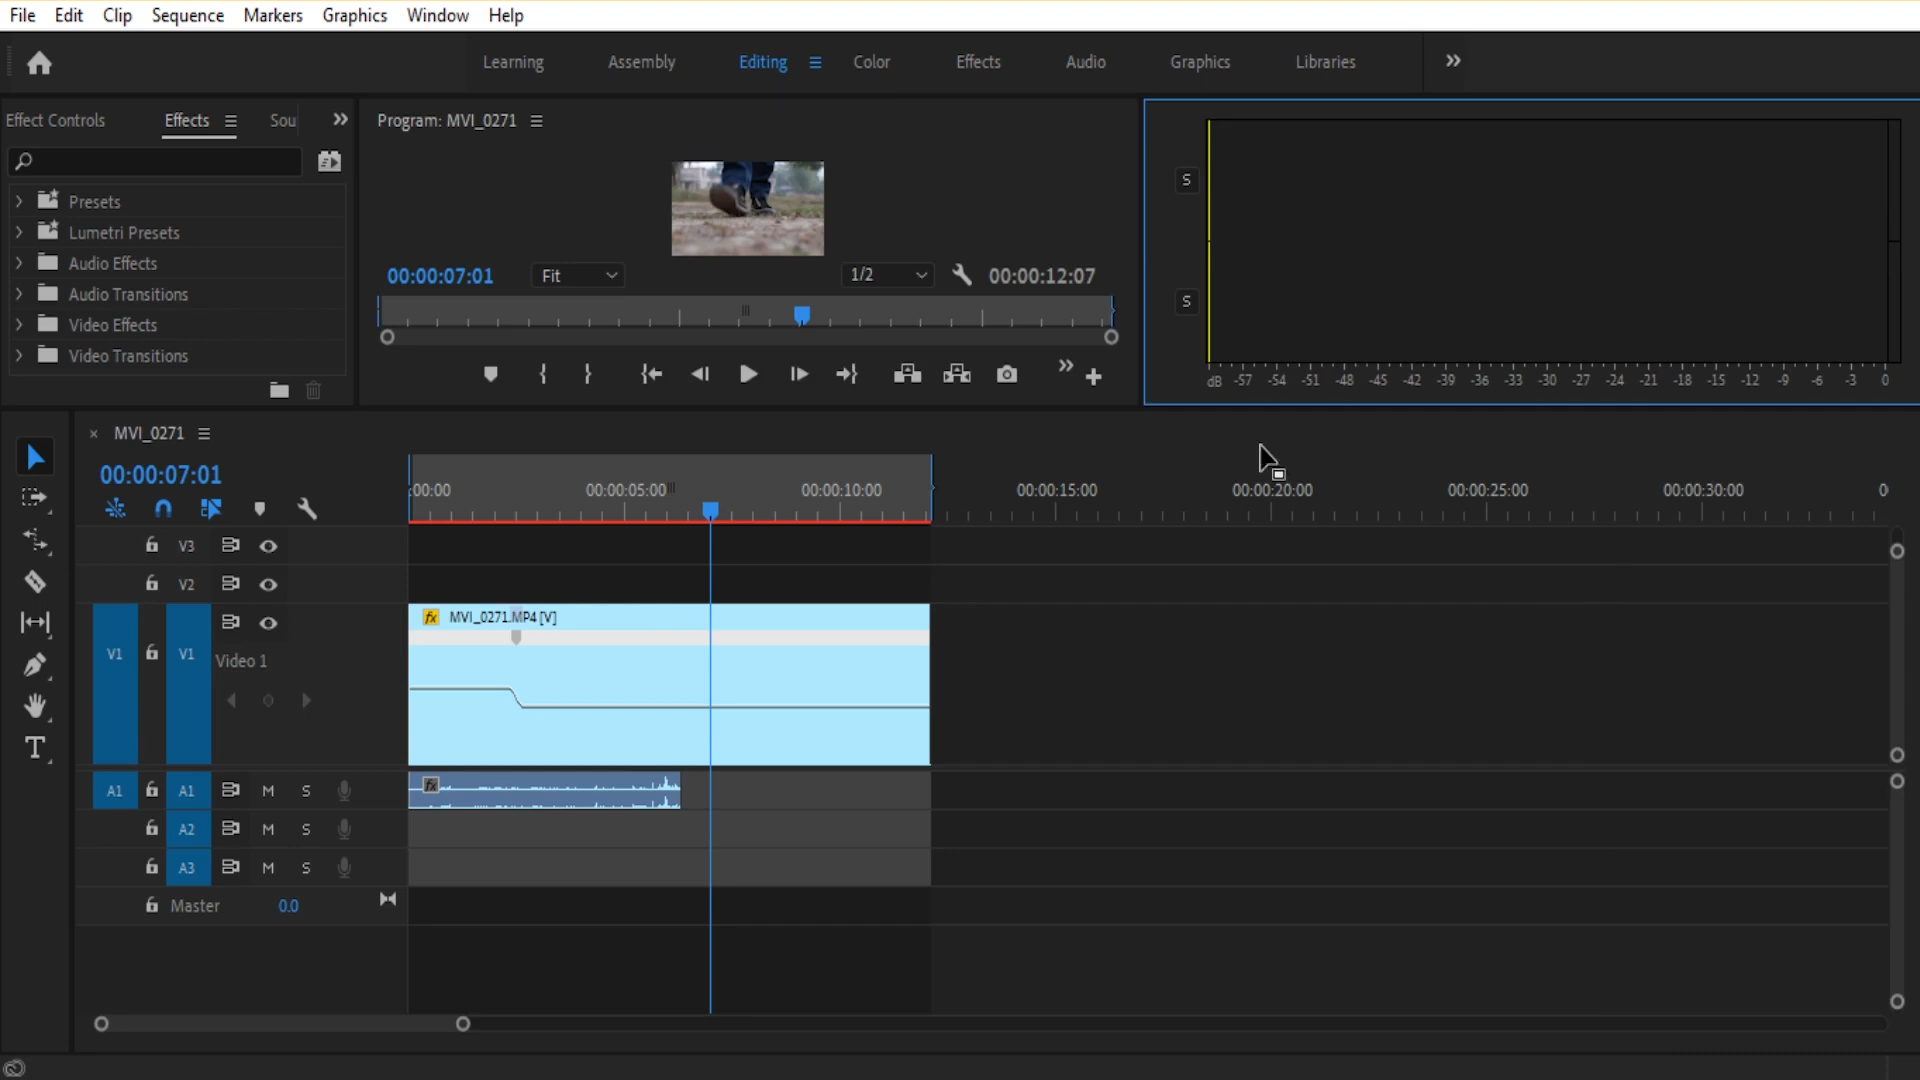 File Edit Clip Sequence Markers Graphics Window Help
Learning Assembly Editing Color Effects Audio Graphics Libraries
Effect Controls Effects Sou
Program: MVI_0271
S
Presets
Lumetri Presets
Audio Effects
00:00:07:01 Fit 1/2 00:00:12:07
Audio Transitions
S
Video Effects
Video Transitions
dB -57 -54 -51 -48 -45 -42 -39 -36 -33 -30 -27 -24 -21 -18 -15 -12 -9 -6 -3 0
MVI_0271
00:00:07:01
:00:00 00:00:05:00 00:00:10:00 00:00:15:00 00:00:20:00 00:00:25:00 00:00:30:00 0
V3
V2
fx MVI_0271.MP4 [V]
V1 V1 Video 1
A1 A1 M S fx
A2 M S
A3 M S
Master 0.0